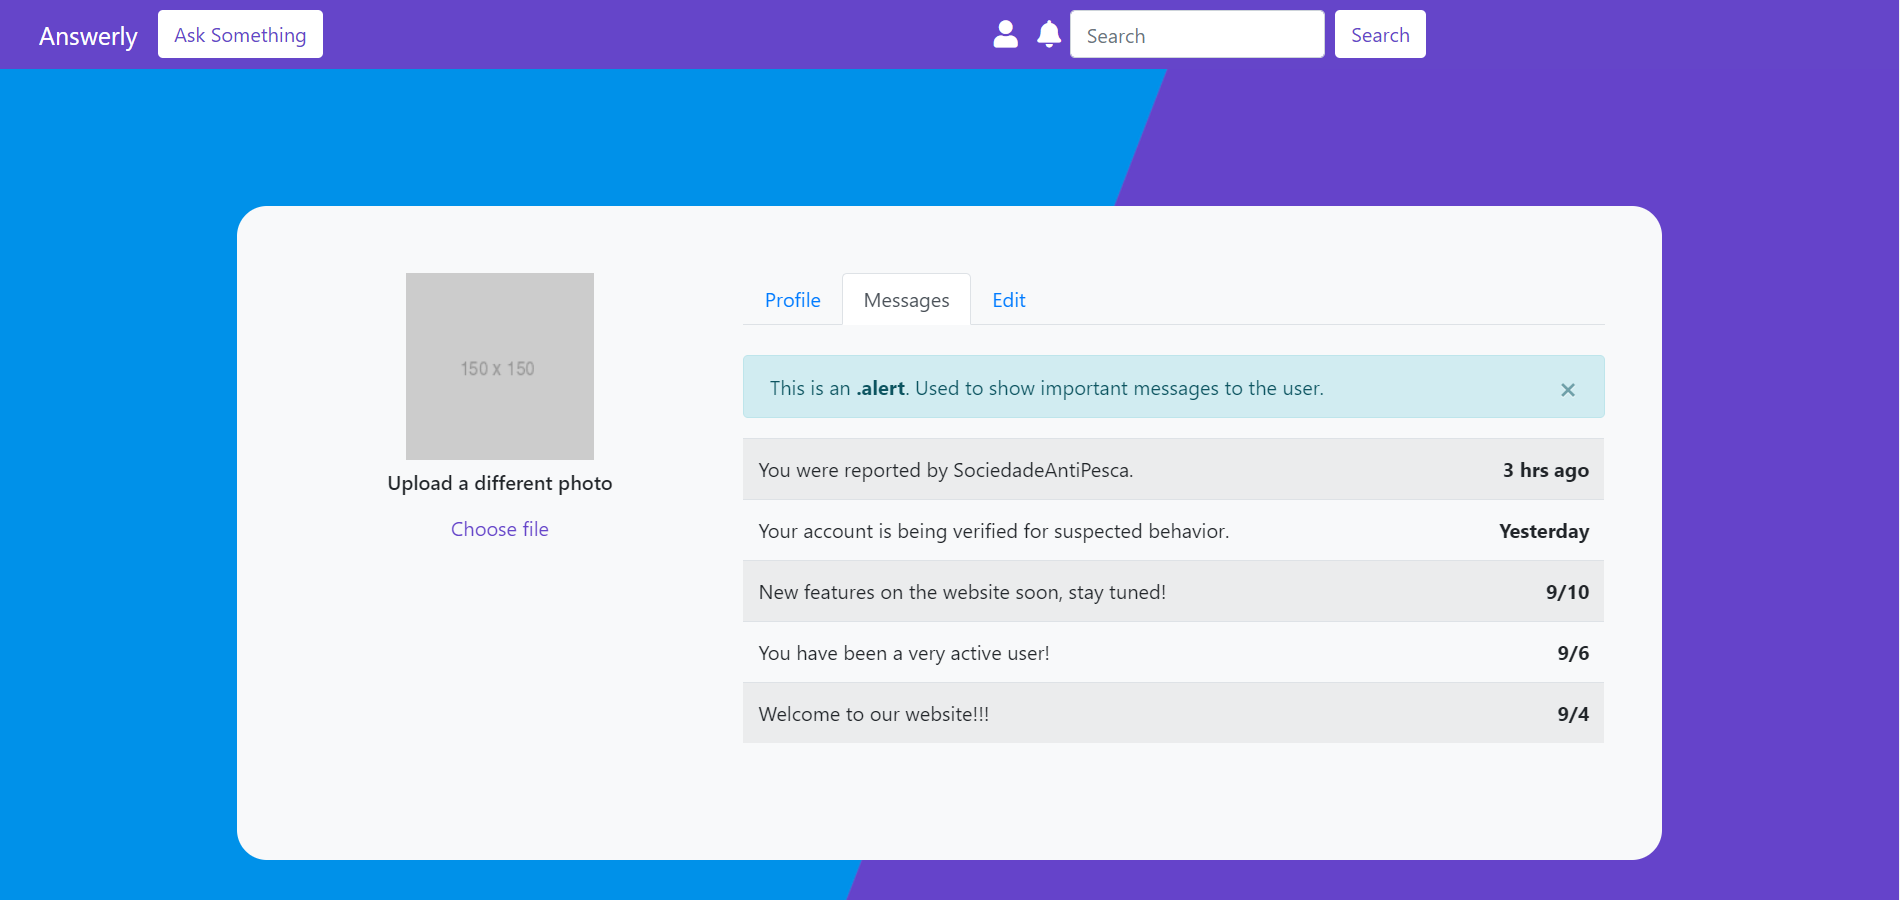 Answerly Ask Something Search Search
Profile Messages Edit
150 x 150
Upload a different photo
Choose file
This is an .alert. Used to show important messages to the user. ×
You were reported by SociedadeAntiPesca. 3 hrs ago
Your account is being verified for suspected behavior. Yesterday
New features on the website soon, stay tuned! 9/10
You have been a very active user! 9/6
Welcome to our website!!! 9/4